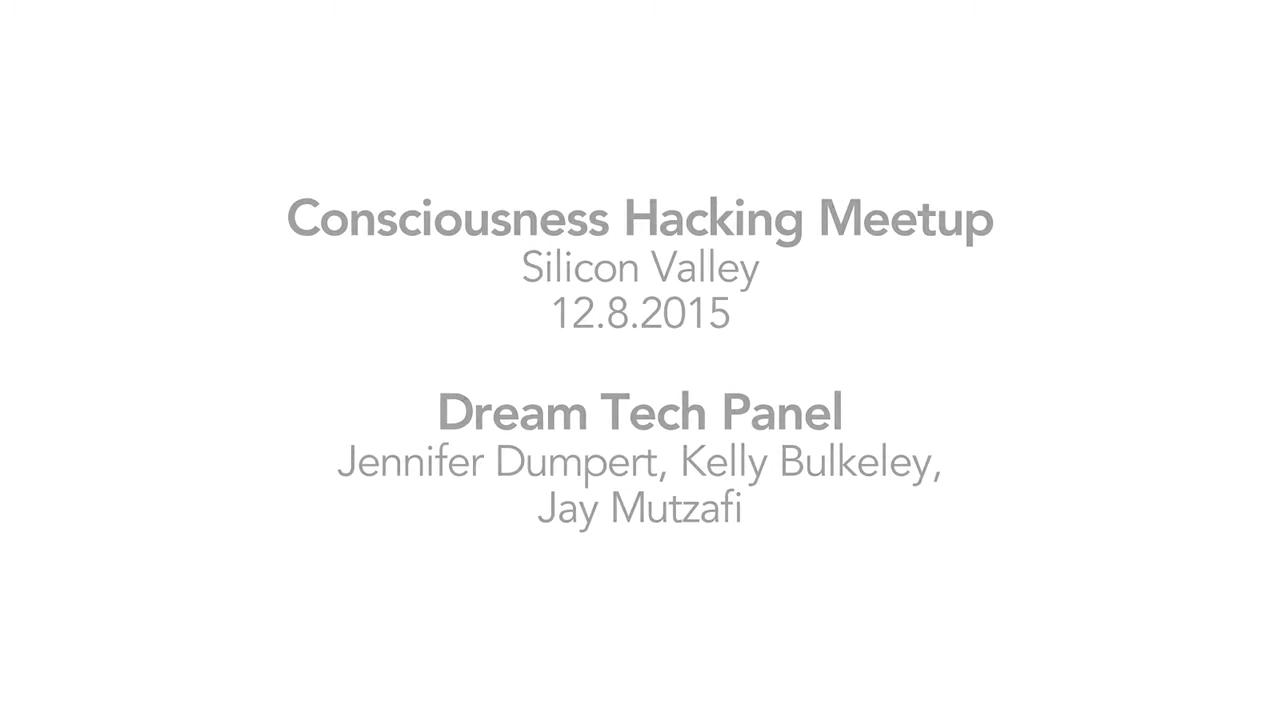 Consciousness Hacking Meetup
Silicon Valley
12.8.2015
Dream Tech Panel
Jennifer Dumpert, Kelly Bulkeley,
Jay Mutzafi